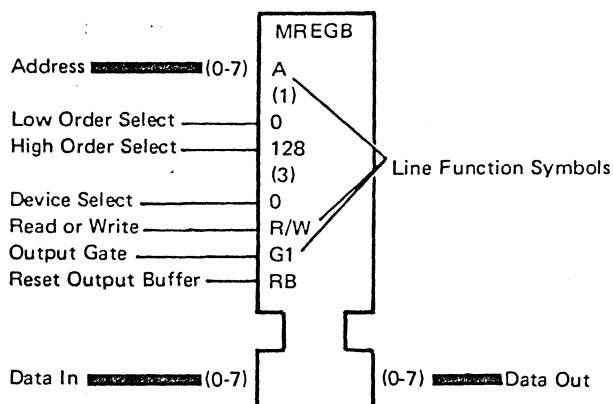 MREGB
Address (0-7) A
(1)
Low Order Select 0
High Order Select 128
(3)
Line Function Symbols
Device Select 0
Read or Write R/W
Output Gate G1
Reset Output Buffer RB
Data In (0-7) (0-7) Data Out